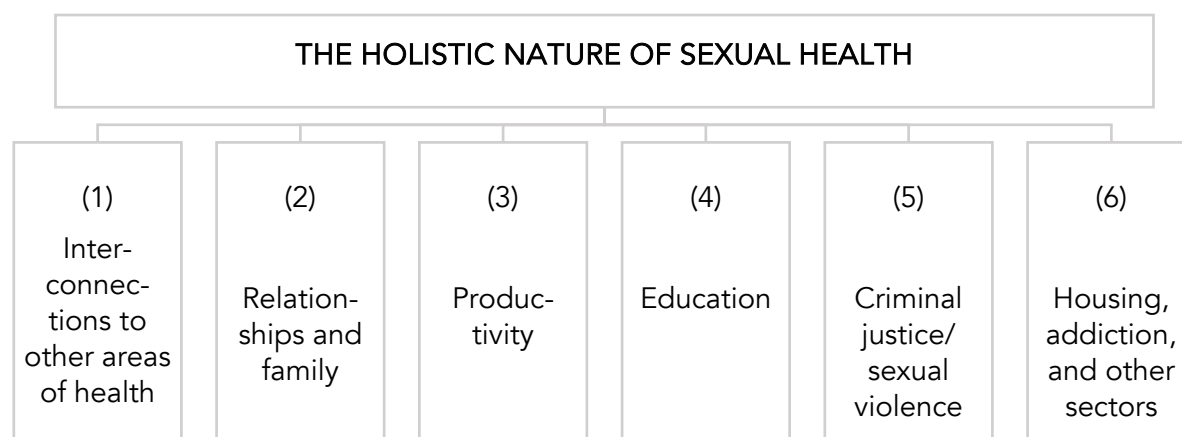 THE HOLISTIC NATURE OF SEXUAL HEALTH
(1)
Inter-
connec-
tions to
other areas
of health
(2)
Relation-
ships and
family
(3)
Produc-
tivity
(4)
Education
(5)
Criminal
justice/
sexual
violence
(6)
Housing,
addiction,
and other
sectors